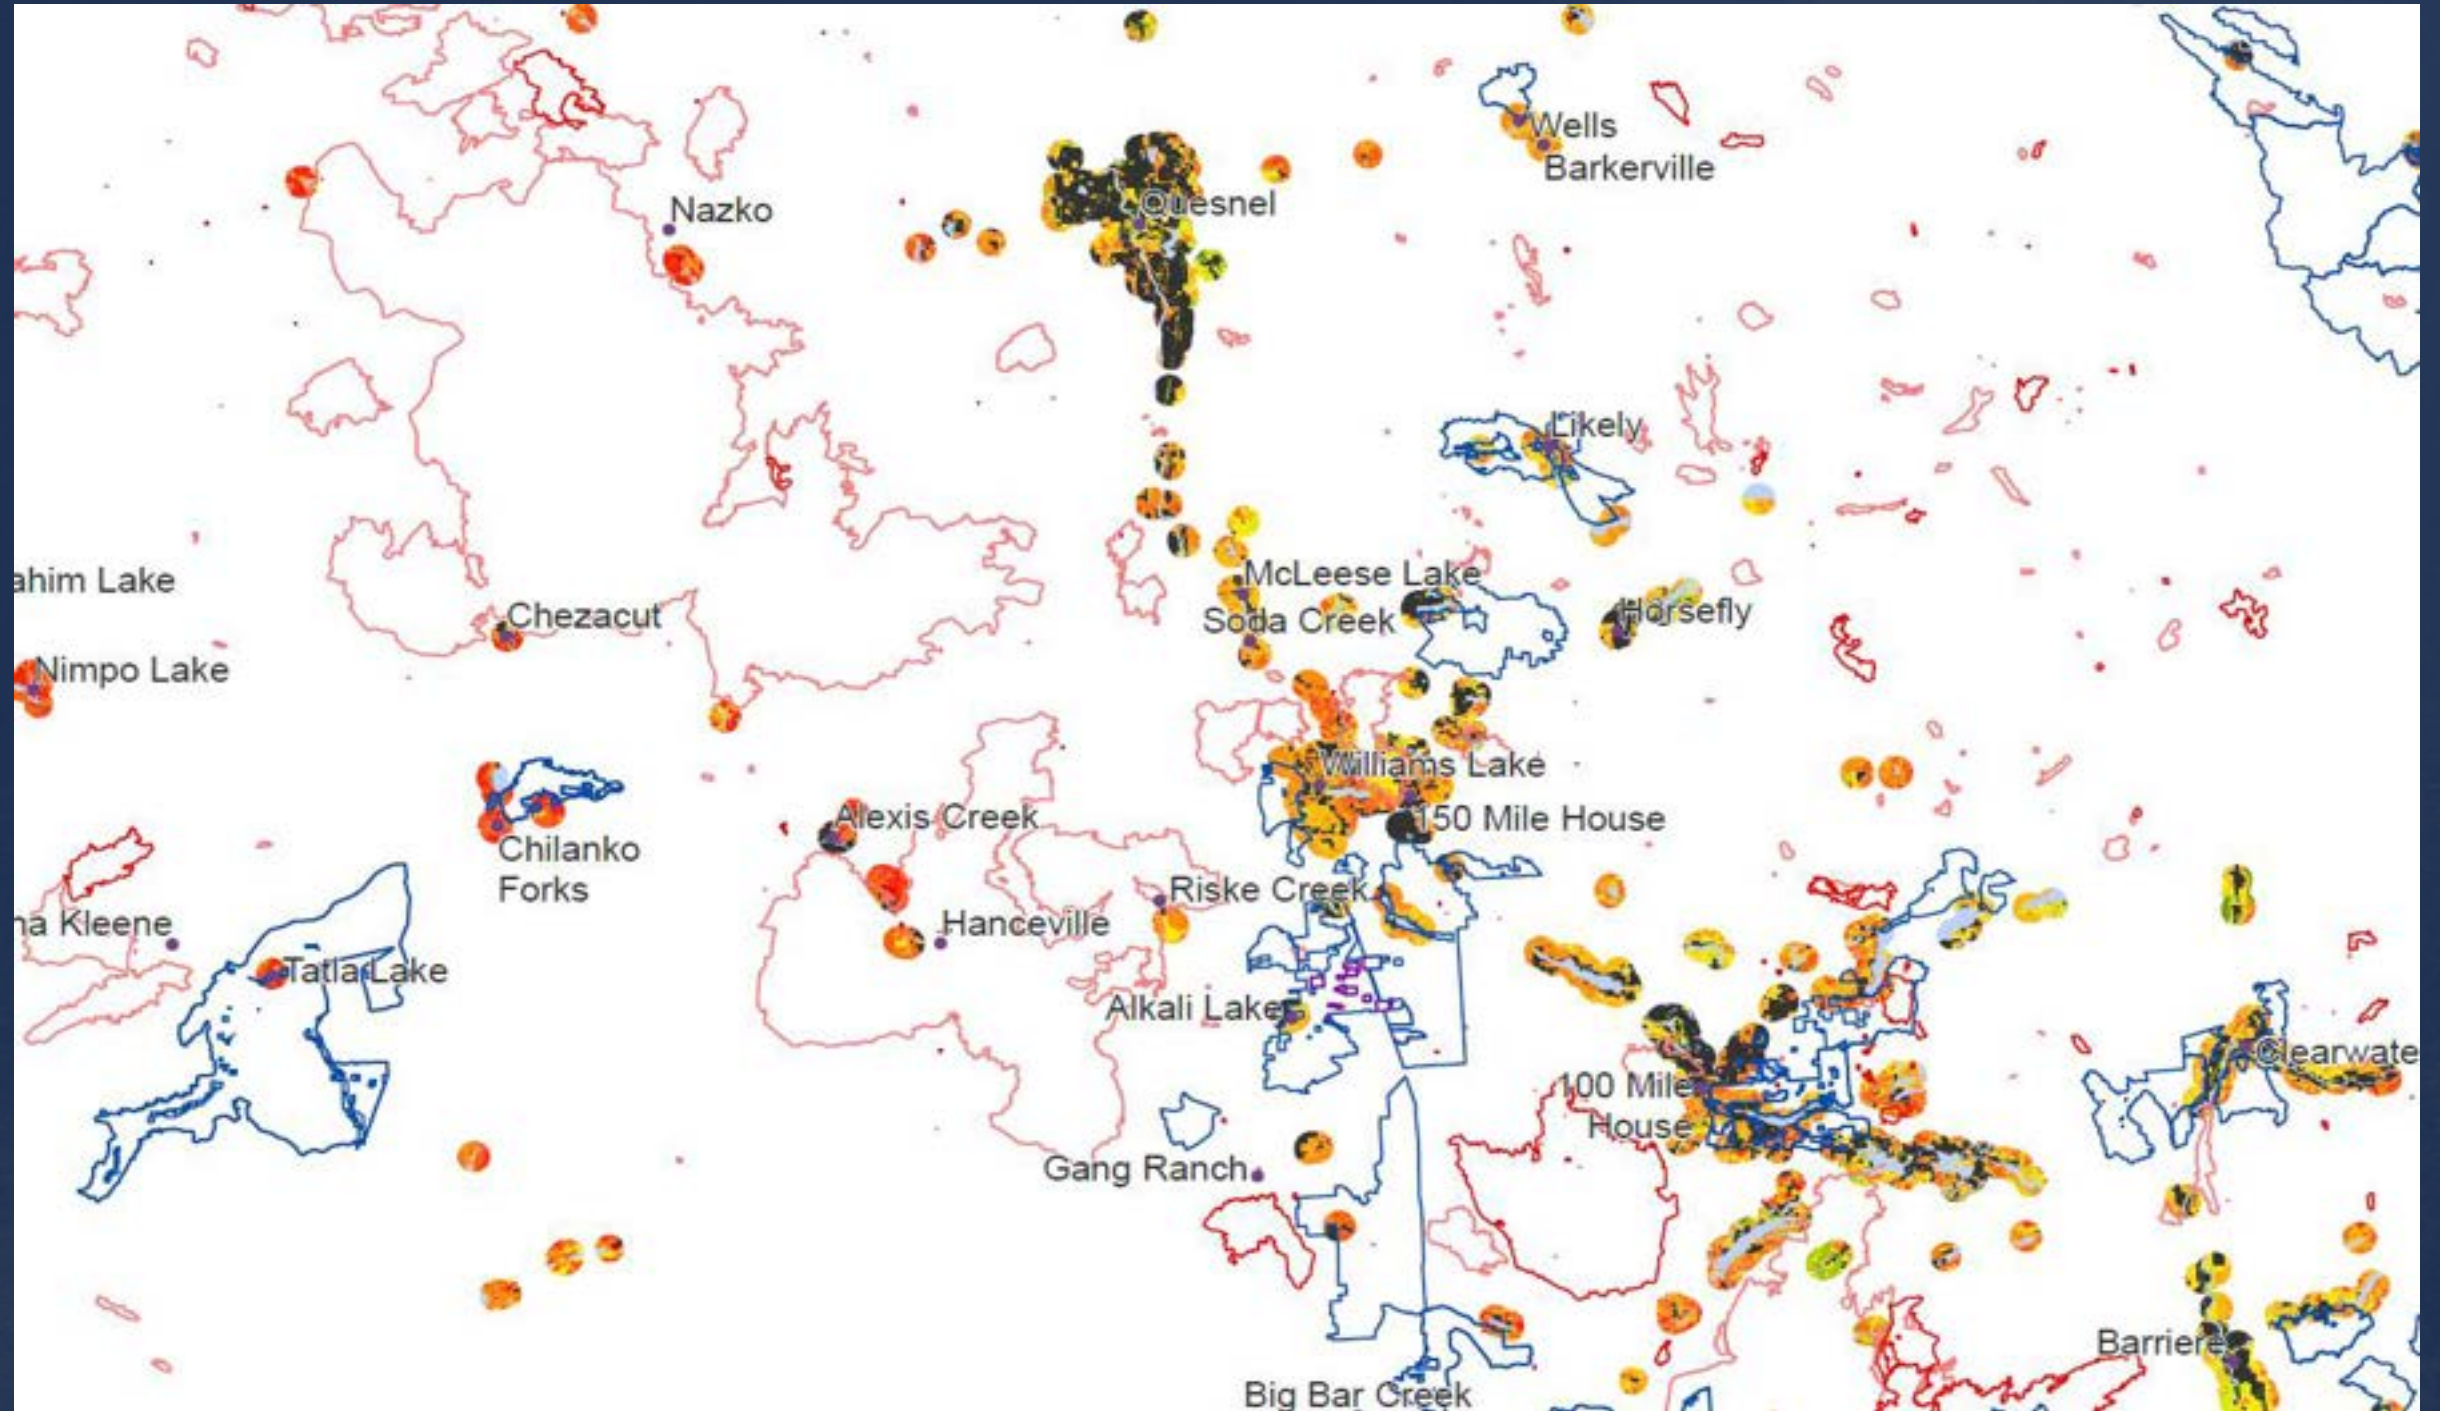 Wells
Barkerville
Nazko
Quesnel
Likely
McLeese Lake
ahim Lake
Soda Creek
Horsefly
Chezacut
Nimpo Lake
Williams Lake
Alexis Creek
150 Mile House
Chilanko
Forks
Riske Creek
na Kleene
Hanceville
Tatla Lake
Alkali Lake
Clearwate
100 Mile
House
Gang Ranch
Barriere
Big Bar Creek